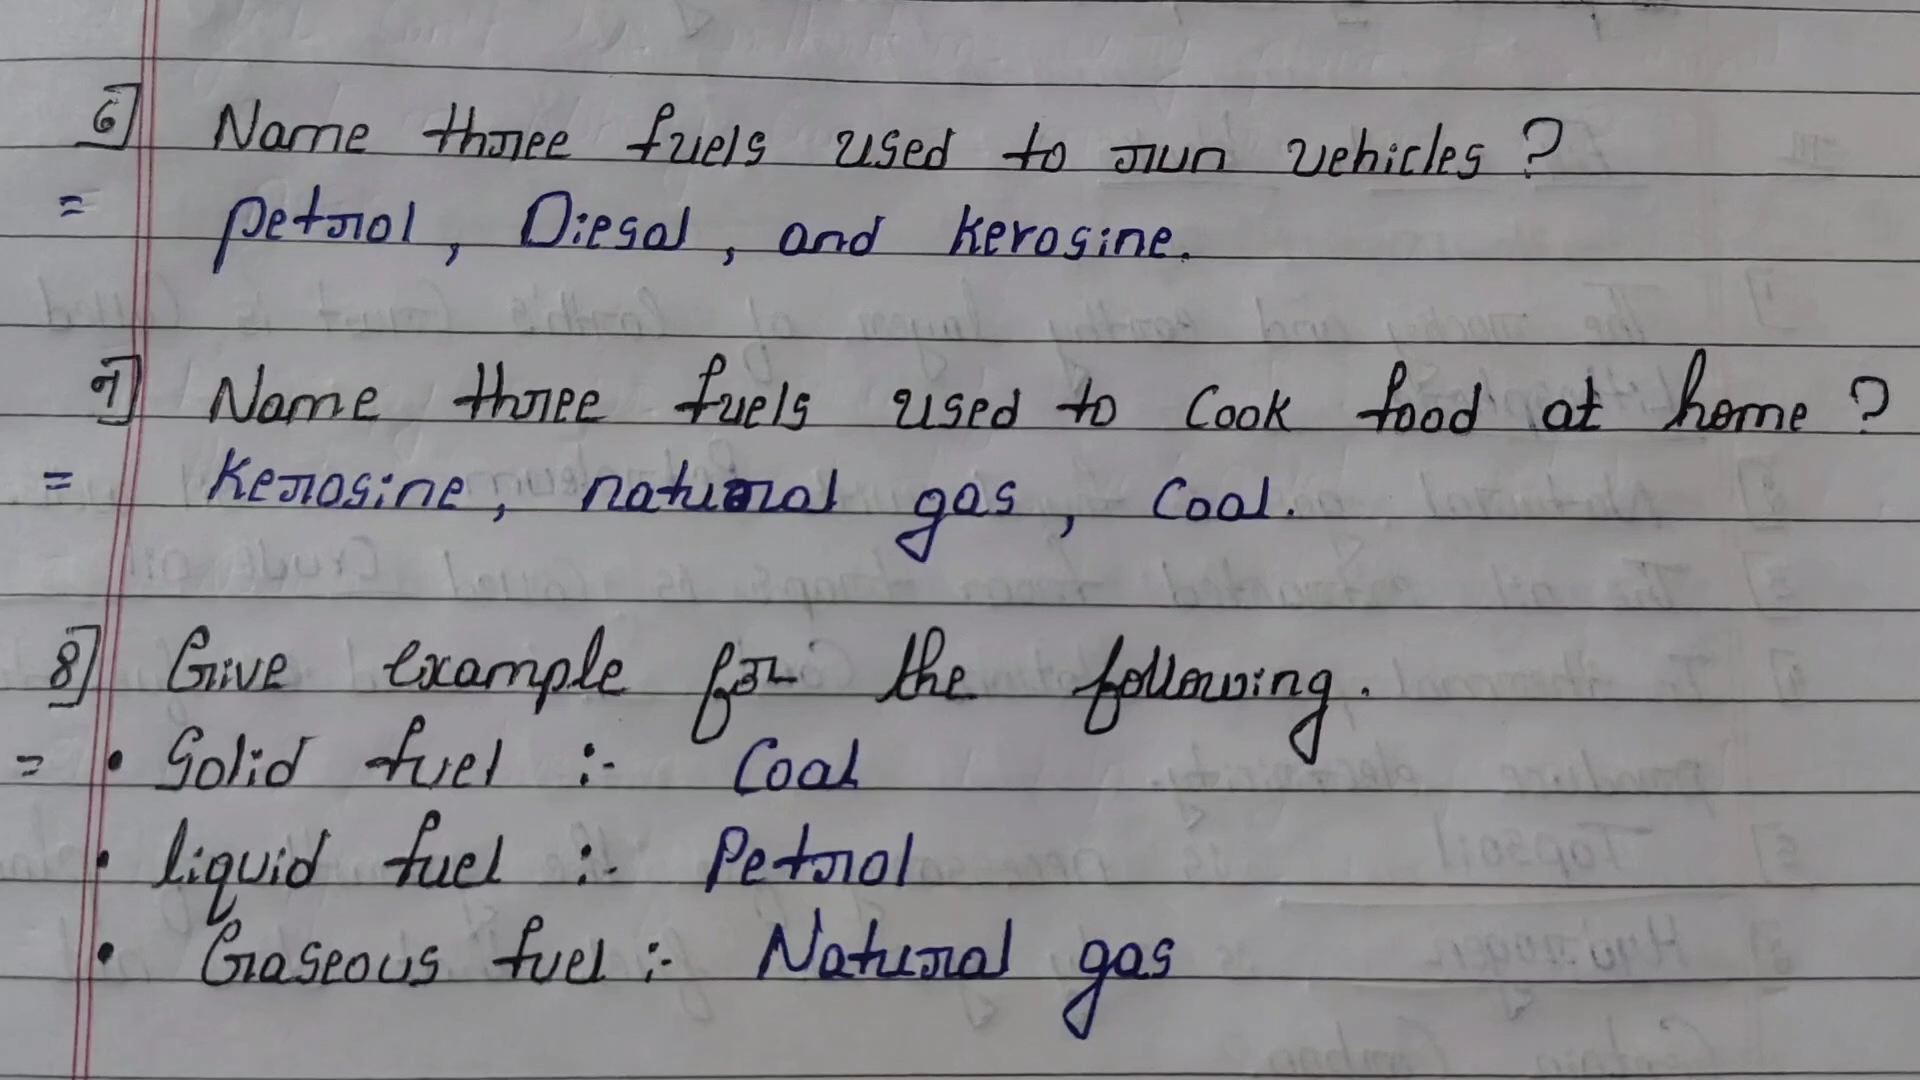 6] Name three fuels used to run vehicles ?
= Petrol, Diesal, and kerosine.
7] Name three fuels used to Cook food at home ?
= Kerosine, natural gas, Coal.
8] Give example for the following.
= • Solid fuel :- Coal
• liquid fuel :- Petrol
• Gaseous fuel :- Natural gas